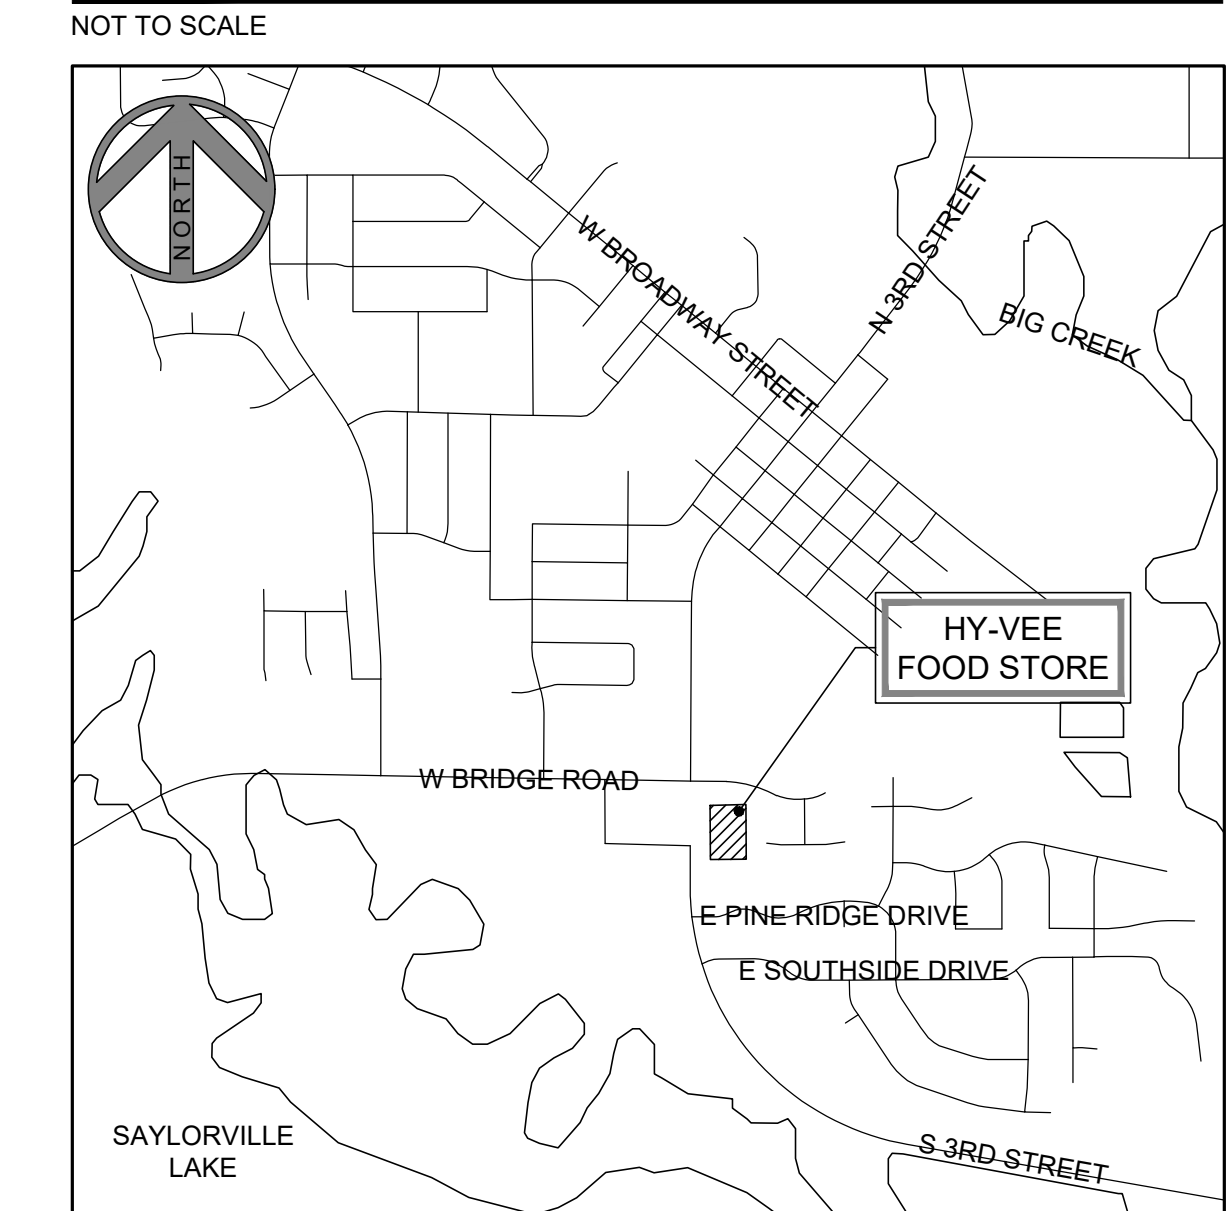 NOT TO SCALE
NORTH
W BROADWAY STREET
N 3RD STREET
BIG CREEK
HY-VEE
FOOD STORE
W BRIDGE ROAD
E PINE RIDGE DRIVE
E SOUTHSIDE DRIVE
SAYLORVILLE
LAKE
S 3RD STREET